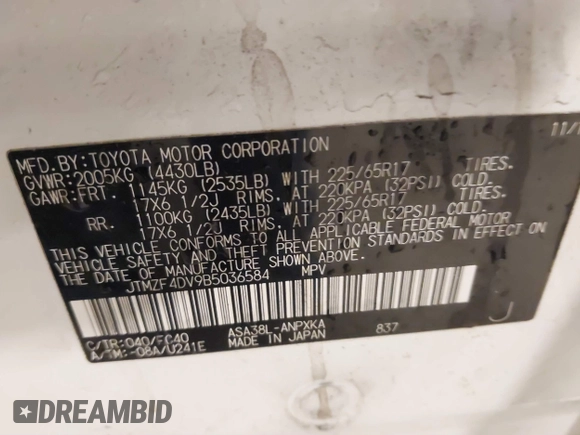 11/
MFD.BY:TOYOTA MOTOR CORPORATION
GVWR:2005KG (4430LB)
GAWR:FRT. 1145KG (2535LB) WITH 225/65R17 TIRES.
17X6 1/2J RIMS. AT 220KPA (32PSI) COLD.
RR. 1100KG (2435LB) WITH 225/65R17 TIRES.
17X6 1/2J RIMS. AT 220KPA (32PSI) COLD.
THIS VEHICLE CONFORMS TO ALL APPLICABLE FEDERAL MOTOR
VEHICLE SAFETY AND THEFT PREVENTION STANDARDS IN EFFECT ON
THIS DATE OF MANUFACTURE SHOWN ABOVE.
JTMZF4DV9B5036584 MPV
J
C/TR:040/FC40 ASA38L-ANPXKA 837
A/TM:-08A/U241E MADE IN JAPAN
DREAMBID